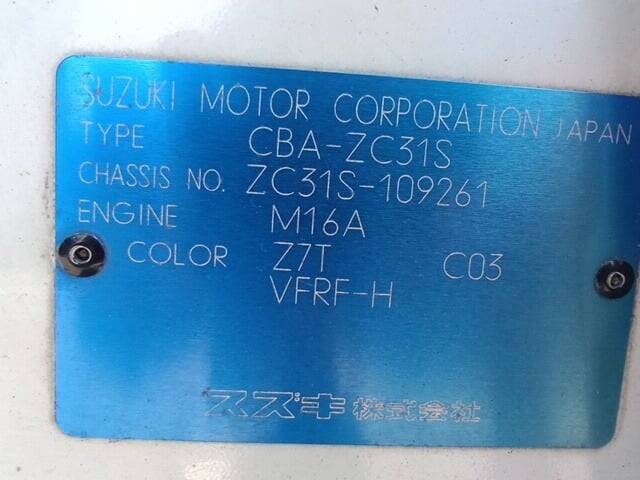 SUZUKI MOTOR CORPORATION JAPAN
TYPE CBA-ZC31S
CHASSIS NO. ZC31S-109261
ENGINE M16A
COLOR Z7T C03
VFRF-H
スズキ株式会社